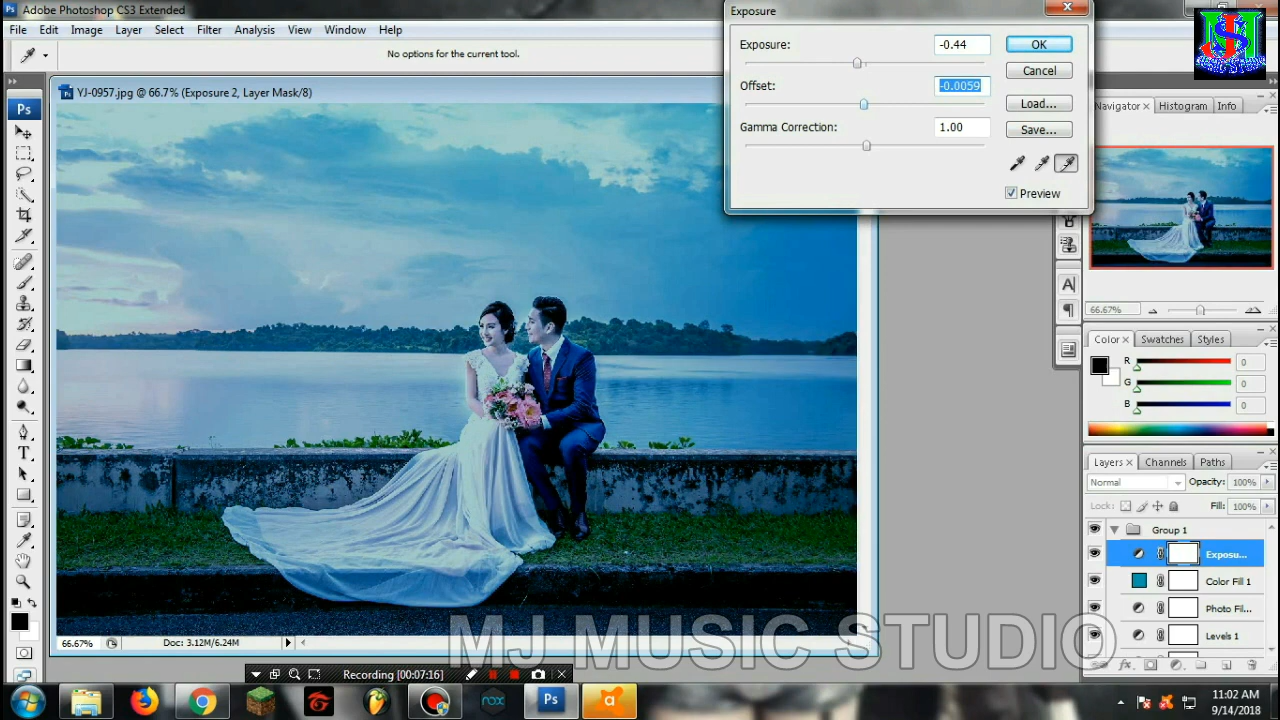 Adobe Photoshop CS3 Extended
File Edit Image Layer Select Filter Analysis View Window Help
No options for the current tool.
YJ-0957.jpg @ 66.7% (Exposure 2, Layer Mask/8)
Exposure
Exposure: -0.44
OK
Cancel
Offset: -0.0059
Load...
Gamma Correction: 1.00
Save...
Preview
Navigator x Histogram Info
66.67%
Color x Swatches Styles
R 0
G 0
B 0
Layers x Channels Paths
Normal Opacity: 100%
Lock: Fill: 100%
Group 1
Exposu...
Color Fill 1
Photo Fil...
Levels 1
66.67% Doc: 3.12M/6.24M
MJ MUSIC STUDIO
Recording [00:07:16]
nox
Ps
11:02 AM
9/14/2018